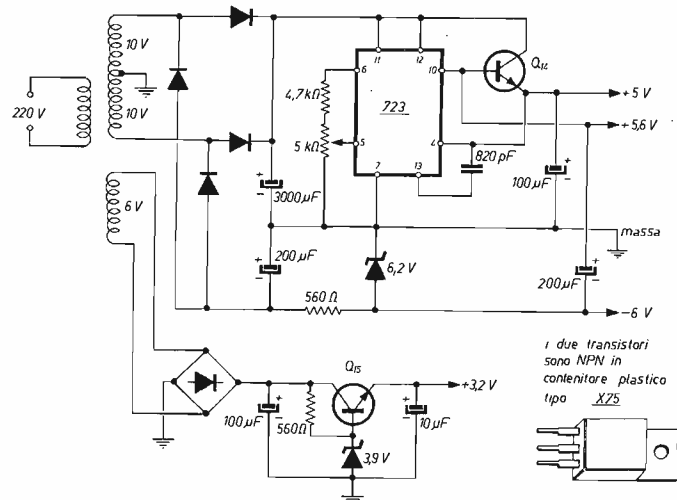 10 V
10 V
220 V
6 V
11
12
6
10
723
5
4
7
13
4,7 kΩ
5 kΩ
Q14
820 pF
+ 5 V
+ 5,6 V
100 µF
+
-
3000 µF
+
-
massa
200 µF
+
-
6,2 V
200 µF
+
-
560 Ω
-6 V
Q15
+3,2 V
100 µF
+
-
560 Ω
10 µF
+
-
3,9 V
i due transistori
sono NPN in
contenitore plastico
tipo X75